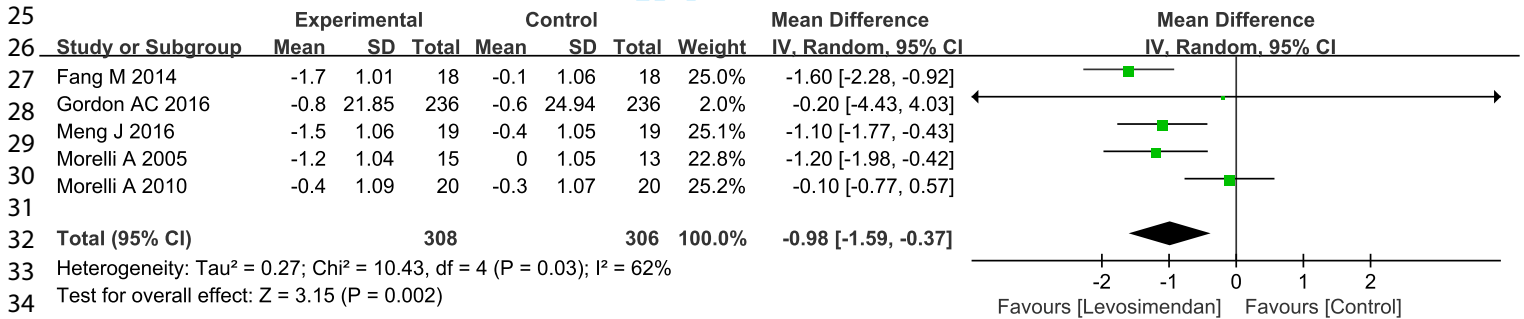 25 Experimental Control Mean Difference Mean Difference
26 Study or Subgroup Mean SD Total Mean SD Total Weight IV, Random, 95% CI IV, Random, 95% CI
27 Fang M 2014 -1.7 1.01 18 -0.1 1.06 18 25.0% -1.60 [-2.28, -0.92]
28 Gordon AC 2016 -0.8 21.85 236 -0.6 24.94 236 2.0% -0.20 [-4.43, 4.03]
Meng J 2016 -1.5 1.06 19 -0.4 1.05 19 25.1% -1.10 [-1.77, -0.43]
29 Morelli A 2005 -1.2 1.04 15 0 1.05 13 22.8% -1.20 [-1.98, -0.42]
30 Morelli A 2010 -0.4 1.09 20 -0.3 1.07 20 25.2% -0.10 [-0.77, 0.57]
31
32 Total (95% CI) 308 306 100.0% -0.98 [-1.59, -0.37]
33 Heterogeneity: Tau² = 0.27; Chi² = 10.43, df = 4 (P = 0.03); I² = 62%
-2 -1 0 1 2
34 Test for overall effect: Z = 3.15 (P = 0.002)
Favours [Levosimendan] Favours [Control]